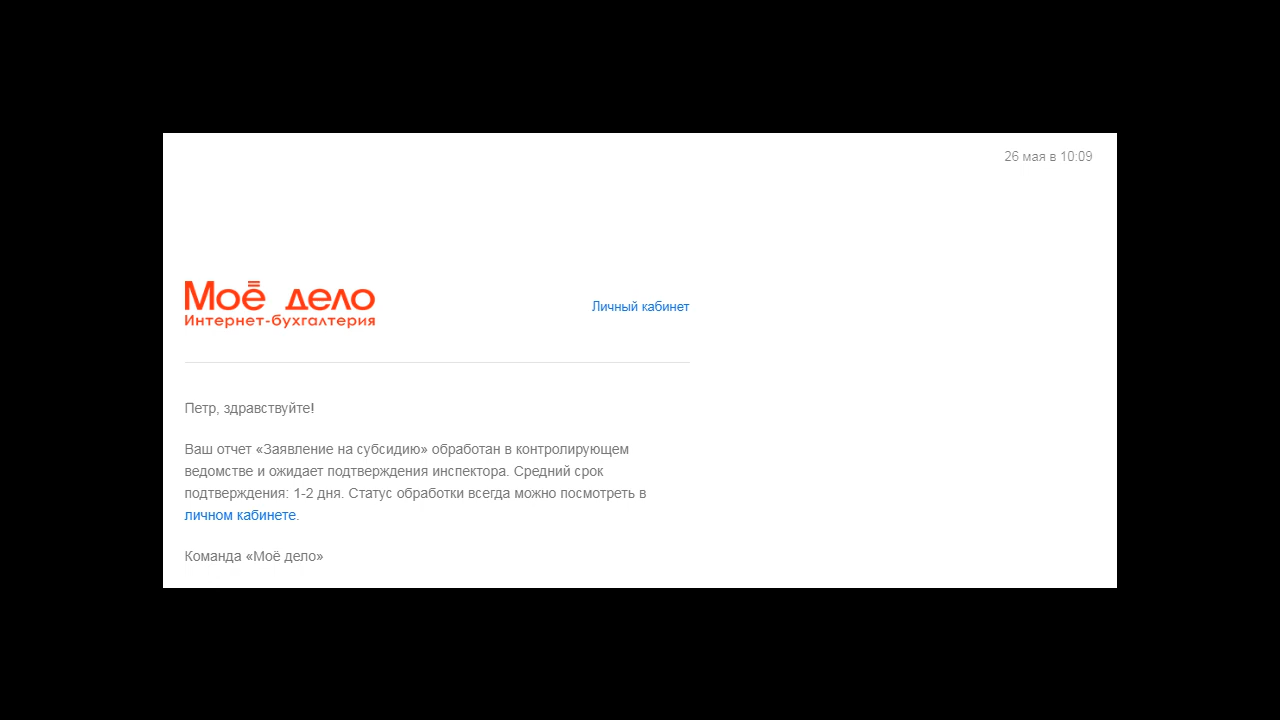 26 мая в 10:09
Моё дело
Интернет-бухгалтерия
Личный кабинет
Петр, здравствуйте!
Ваш отчет «Заявление на субсидию» обработан в контролирующем
ведомстве и ожидает подтверждения инспектора. Средний срок
подтверждения: 1-2 дня. Статус обработки всегда можно посмотреть в
личном кабинете.
Команда «Моё дело»